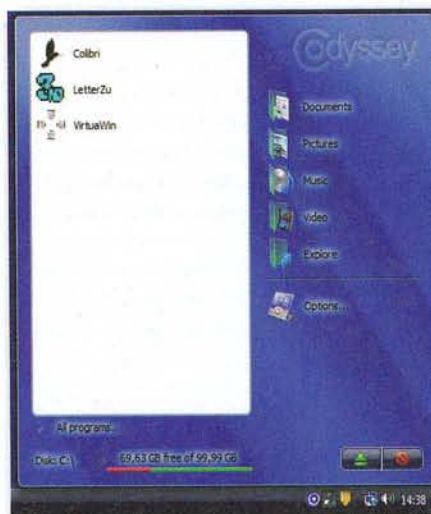 Odyssey
Colibri
LetterZu
VirtuaWin
Documents
Pictures
Music
Video
Explorer
Options...
All programs...
Disk: C:\
69,63 GB free of 99,99 GB
14:38